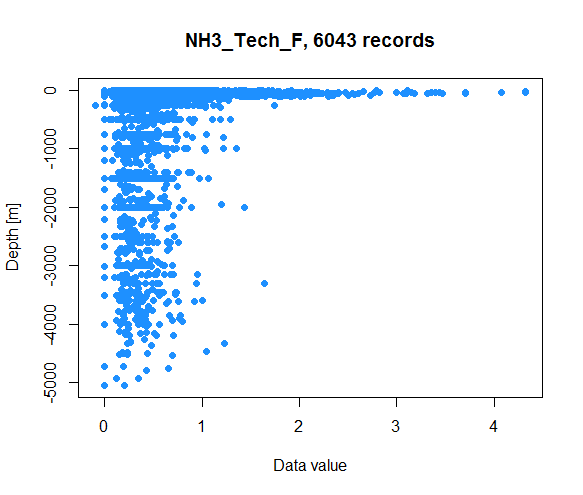 NH3_Tech_F, 6043 records
0
-1000
-2000
-3000
-4000
-5000
Depth [m]
0 1 2 3 4
Data value